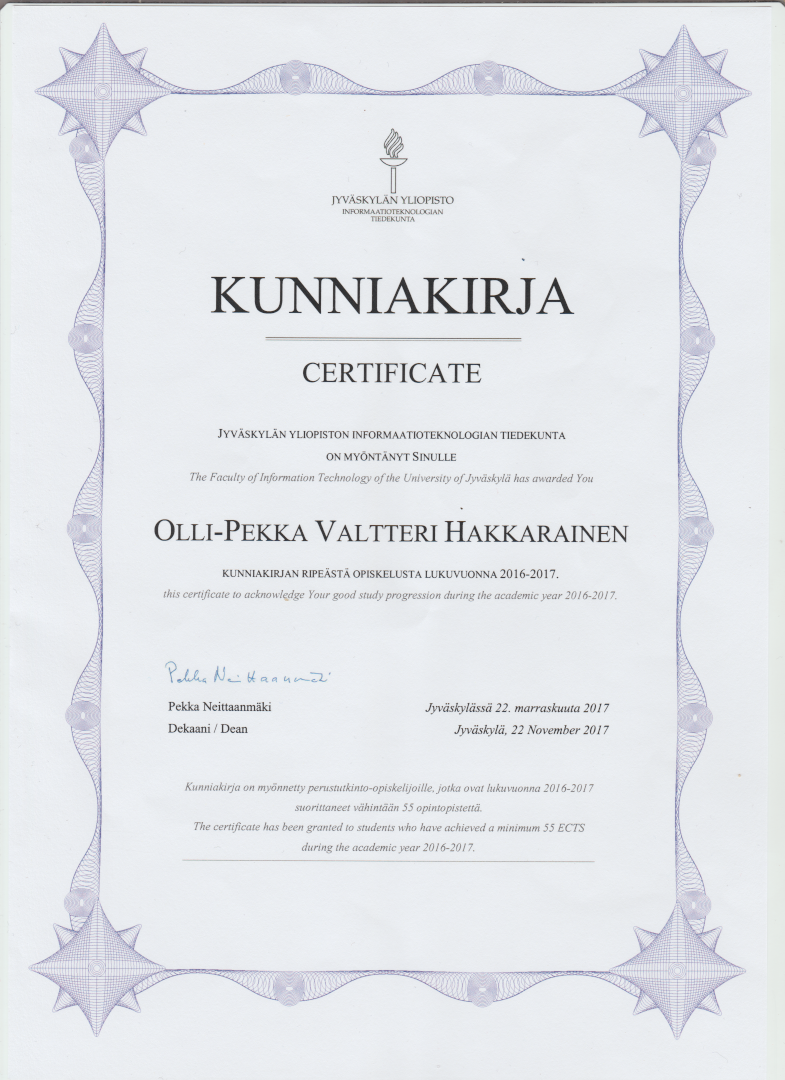 JYVÄSKYLÄN YLIOPISTO
INFORMAATIOTEKNOLOGIAN
TIEDEKUNTA
KUNNIAKIRJA
CERTIFICATE
JYVÄSKYLÄN YLIOPISTON INFORMAATIOTEKNOLOGIAN TIEDEKUNTA
ON MYÖNTÄNYT SINULLE
The Faculty of Information Technology of the University of Jyväskylä has awarded You
OLLI-PEKKA VALTTERI HAKKARAINEN
KUNNIAKIRJAN RIPEÄSTÄ OPISKELUSTA LUKUVUONNA 2016-2017.
this certificate to acknowledge Your good study progression during the academic year 2016-2017.
Pekka Neittaanmäki
Pekka Neittaanmäki
Jyväskylässä 22. marraskuuta 2017
Dekaani / Dean
Jyväskylä, 22 November 2017
Kunniakirja on myönnetty perustutkinto-opiskelijoille, jotka ovat lukuvuonna 2016-2017
suorittaneet vähintään 55 opintopistettä.
The certificate has been granted to students who have achieved a minimum 55 ECTS
during the academic year 2016-2017.